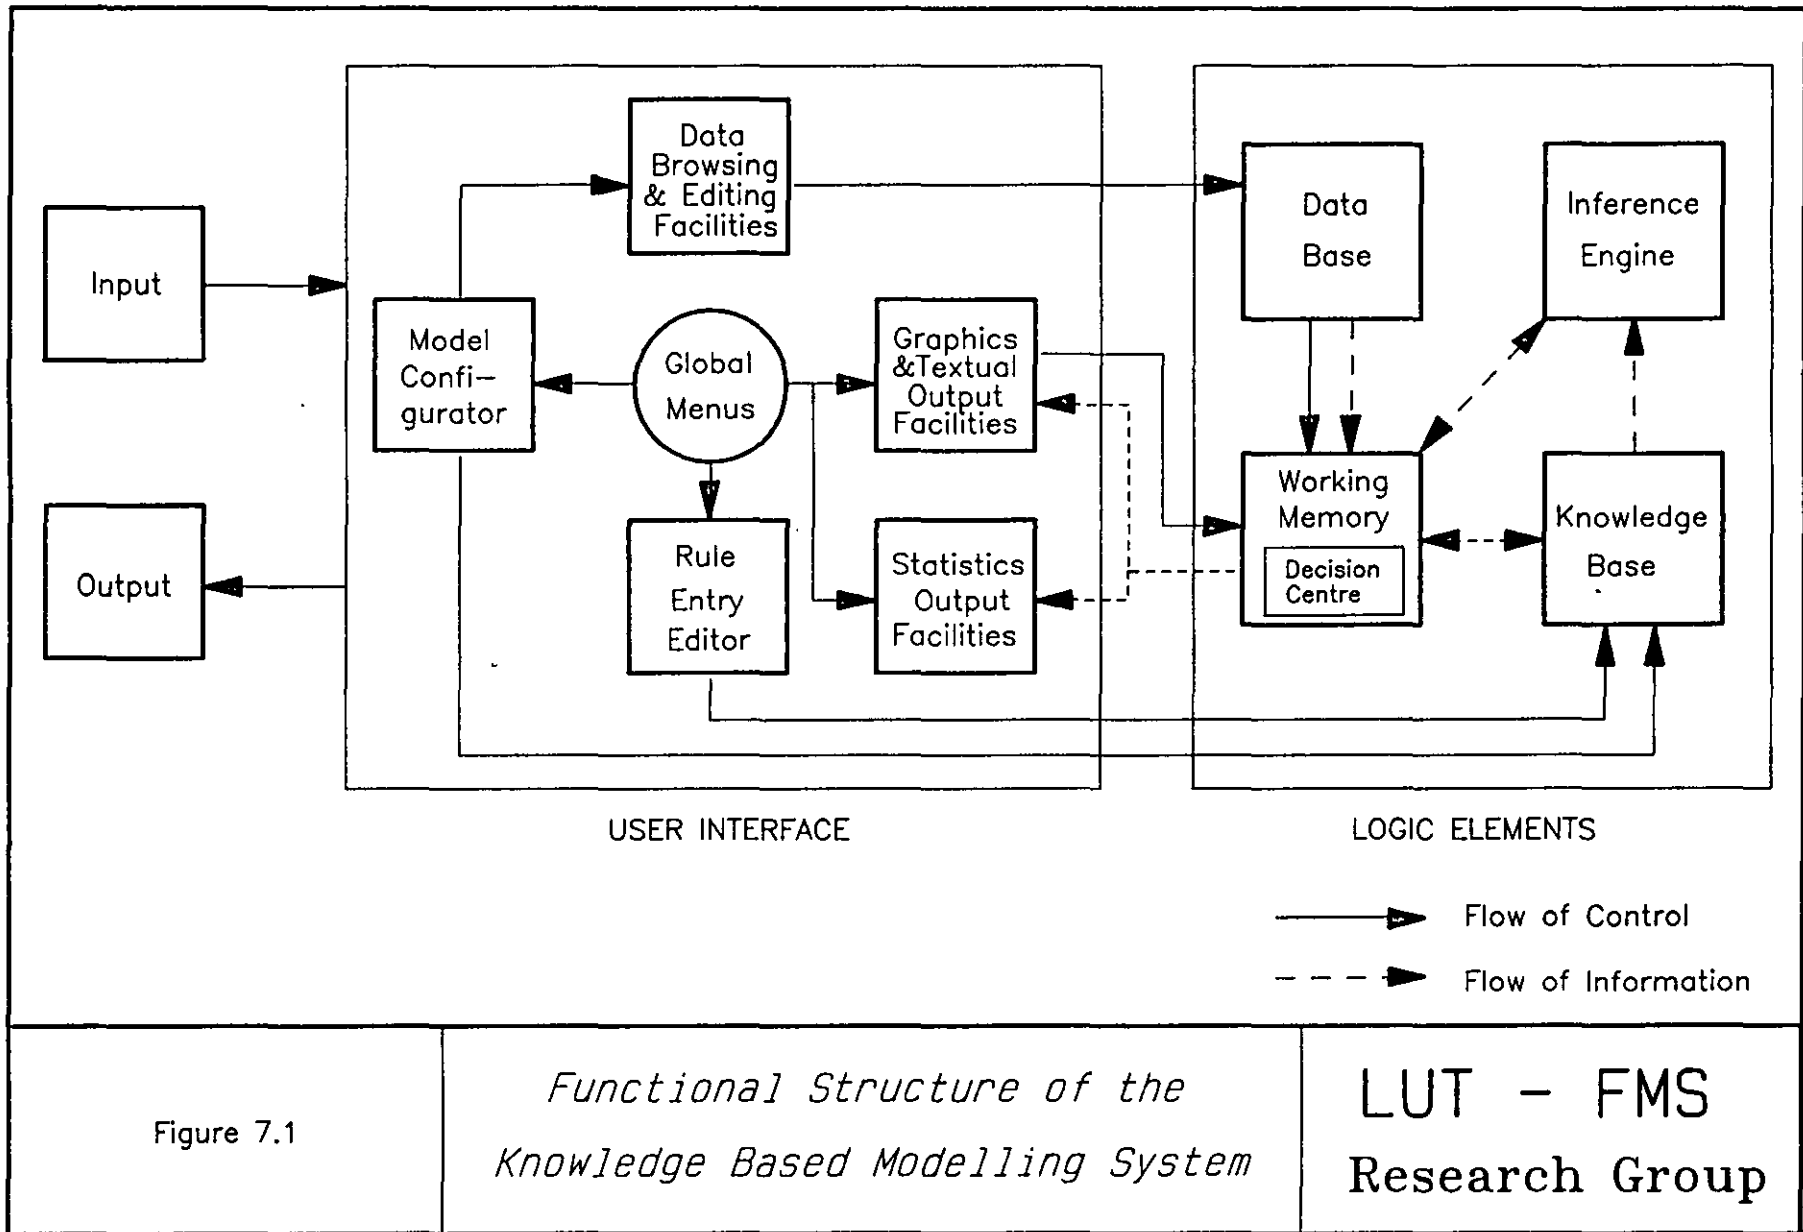 Input
Output
Data
Browsing
& Editing
Facilities
Model
Confi-
gurator
Global
Menus
Graphics
&Textual
Output
Facilities
Rule
Entry
Editor
Statistics
Output
Facilities
USER INTERFACE
Data
Base
Inference
Engine
Working
Memory
Decision
Centre
Knowledge
Base
LOGIC ELEMENTS
Flow of Control
Flow of Information
Figure 7.1
Functional Structure of the
Knowledge Based Modelling System
LUT - FMS
Research Group